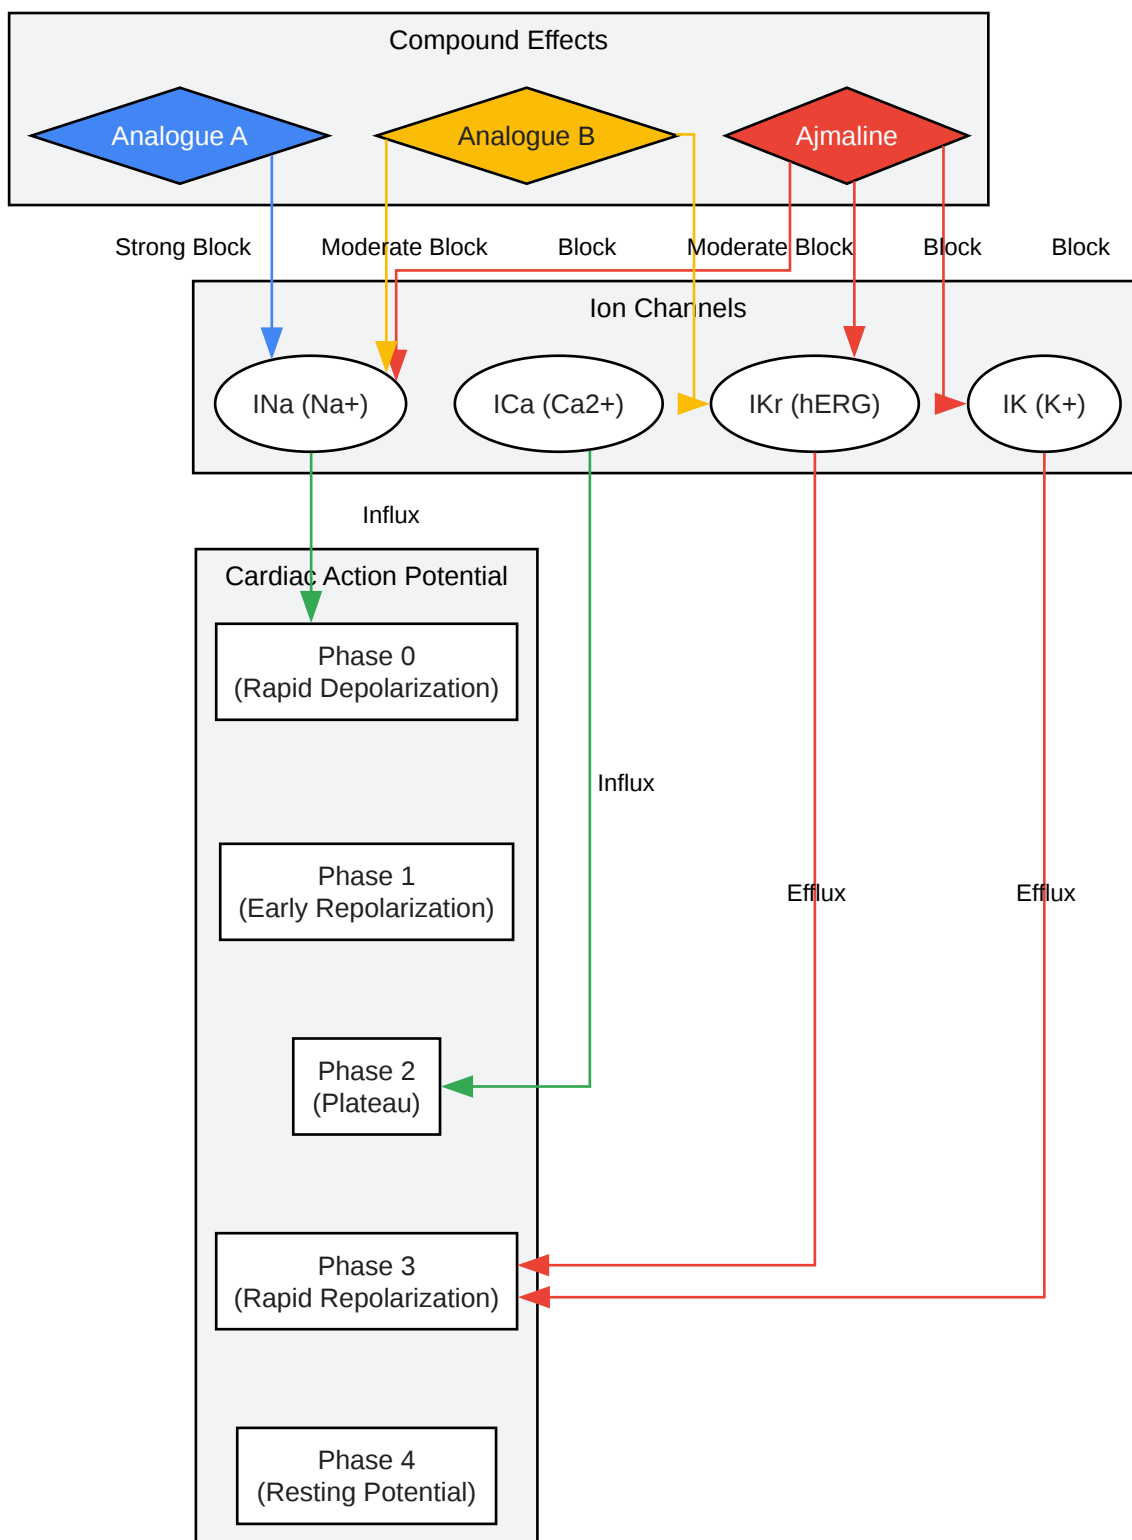 Compound Effects
Analogue A
Analogue B
Ajmaline
Strong Block
Moderate Block
Block
Moderate Block
Block
Block
Ion Channels
INa (Na+)
ICa (Ca2+)
IKr (hERG)
IK (K+)
Influx
Cardiac Action Potential
Phase 0
(Rapid Depolarization)
Influx
Phase 1
(Early Repolarization)
Efflux
Efflux
Phase 2
(Plateau)
Phase 3
(Rapid Repolarization)
Phase 4
(Resting Potential)